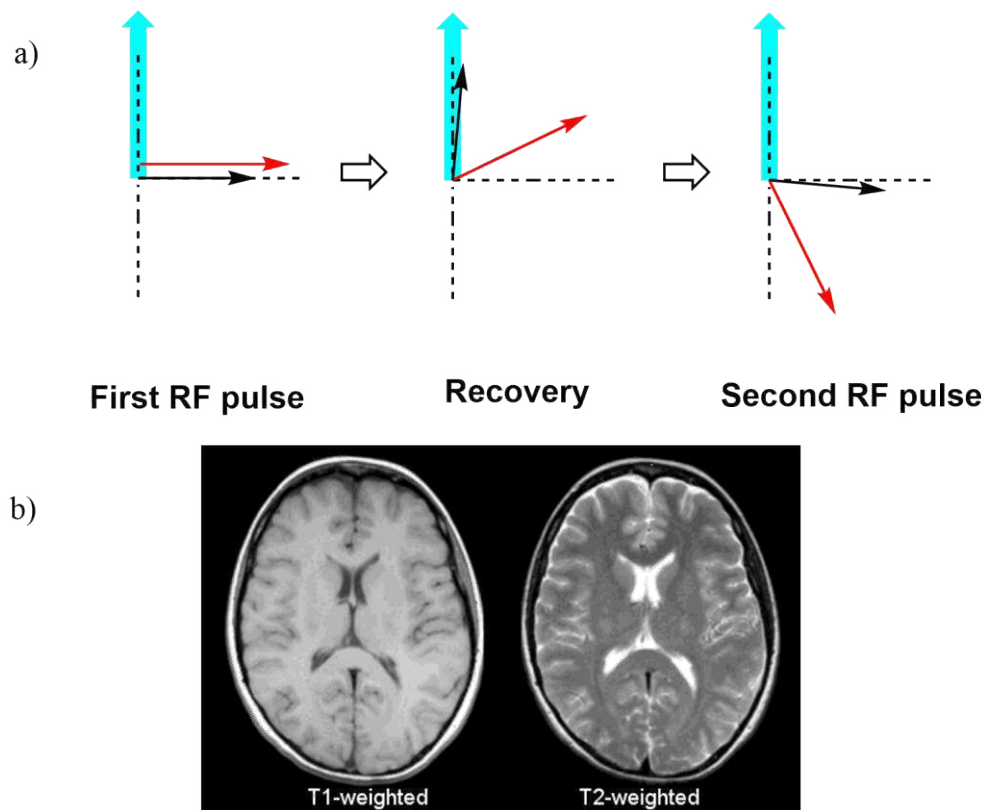 a)
First RF pulse
Recovery
Second RF pulse
b)
T1-weighted
T2-weighted